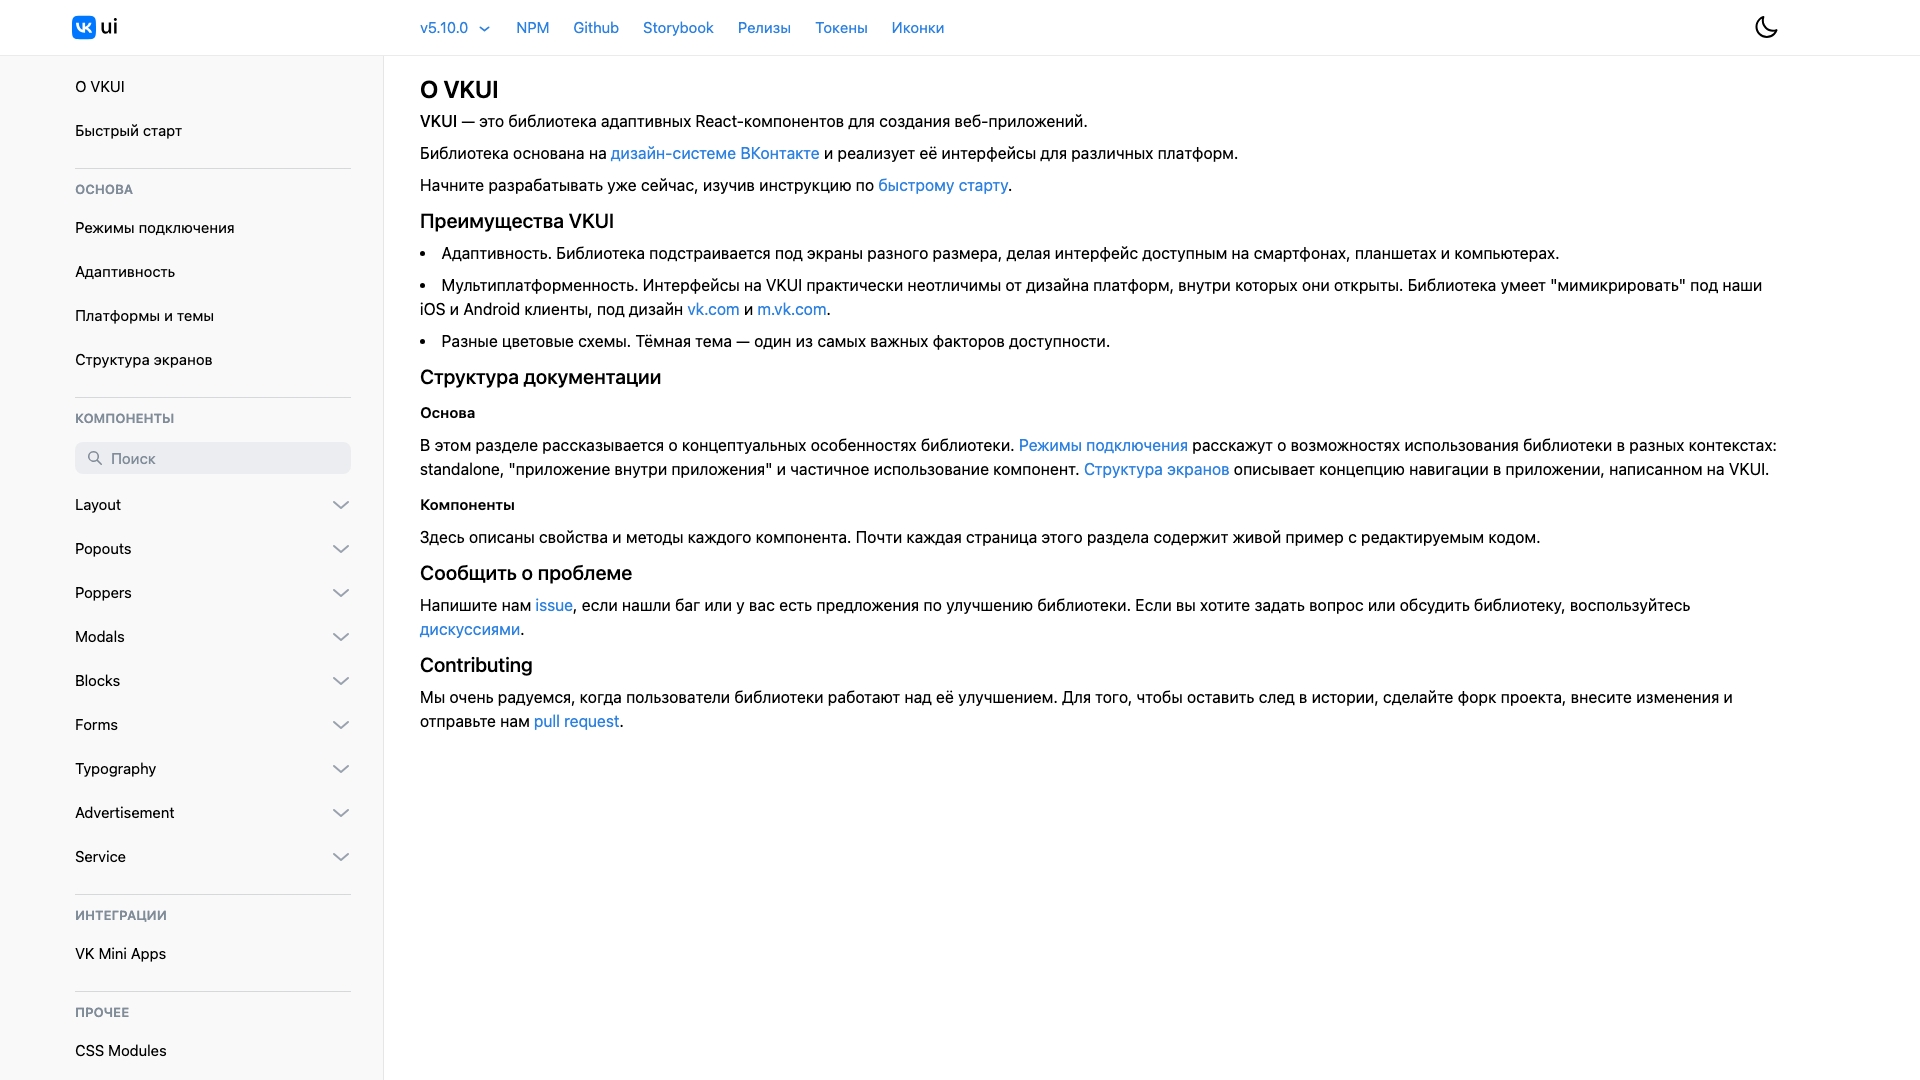 VK ui
v5.10.0
NPM
Github
Storybook
Релизы
Токены
Иконки
О VKUI
Быстрый старт
ОСНОВА
Режимы подключения
Адаптивность
Платформы и темы
Структура экранов
КОМПОНЕНТЫ
Поиск
Layout
Popouts
Poppers
Modals
Blocks
Forms
Typography
Advertisement
Service
ИНТЕГРАЦИИ
VK Mini Apps
ПРОЧЕЕ
CSS Modules
О VKUI
VKUI — это библиотека адаптивных React-компонентов для создания веб-приложений.
Библиотека основана на дизайн-системе ВКонтакте и реализует её интерфейсы для различных платформ.
Начните разрабатывать уже сейчас, изучив инструкцию по быстрому старту.
Преимущества VKUI
• Адаптивность. Библиотека подстраивается под экраны разного размера, делая интерфейс доступным на смартфонах, планшетах и компьютерах.
• Мультиплатформенность. Интерфейсы на VKUI практически неотличимы от дизайна платформ, внутри которых они открыты. Библиотека умеет "мимикрировать" под наши
iOS и Android клиенты, под дизайн vk.com и m.vk.com.
• Разные цветовые схемы. Тёмная тема — один из самых важных факторов доступности.
Структура документации
Основа
В этом разделе рассказывается о концептуальных особенностях библиотеки. Режимы подключения расскажут о возможностях использования библиотеки в разных контекстах:
standalone, "приложение внутри приложения" и частичное использование компонент. Структура экранов описывает концепцию навигации в приложении, написанном на VKUI.
Компоненты
Здесь описаны свойства и методы каждого компонента. Почти каждая страница этого раздела содержит живой пример с редактируемым кодом.
Сообщить о проблеме
Напишите нам issue, если нашли баг или у вас есть предложения по улучшению библиотеки. Если вы хотите задать вопрос или обсудить библиотеку, воспользуйтесь
дискуссиями.
Contributing
Мы очень радуемся, когда пользователи библиотеки работают над её улучшением. Для того, чтобы оставить след в истории, сделайте форк проекта, внесите изменения и
отправьте нам pull request.